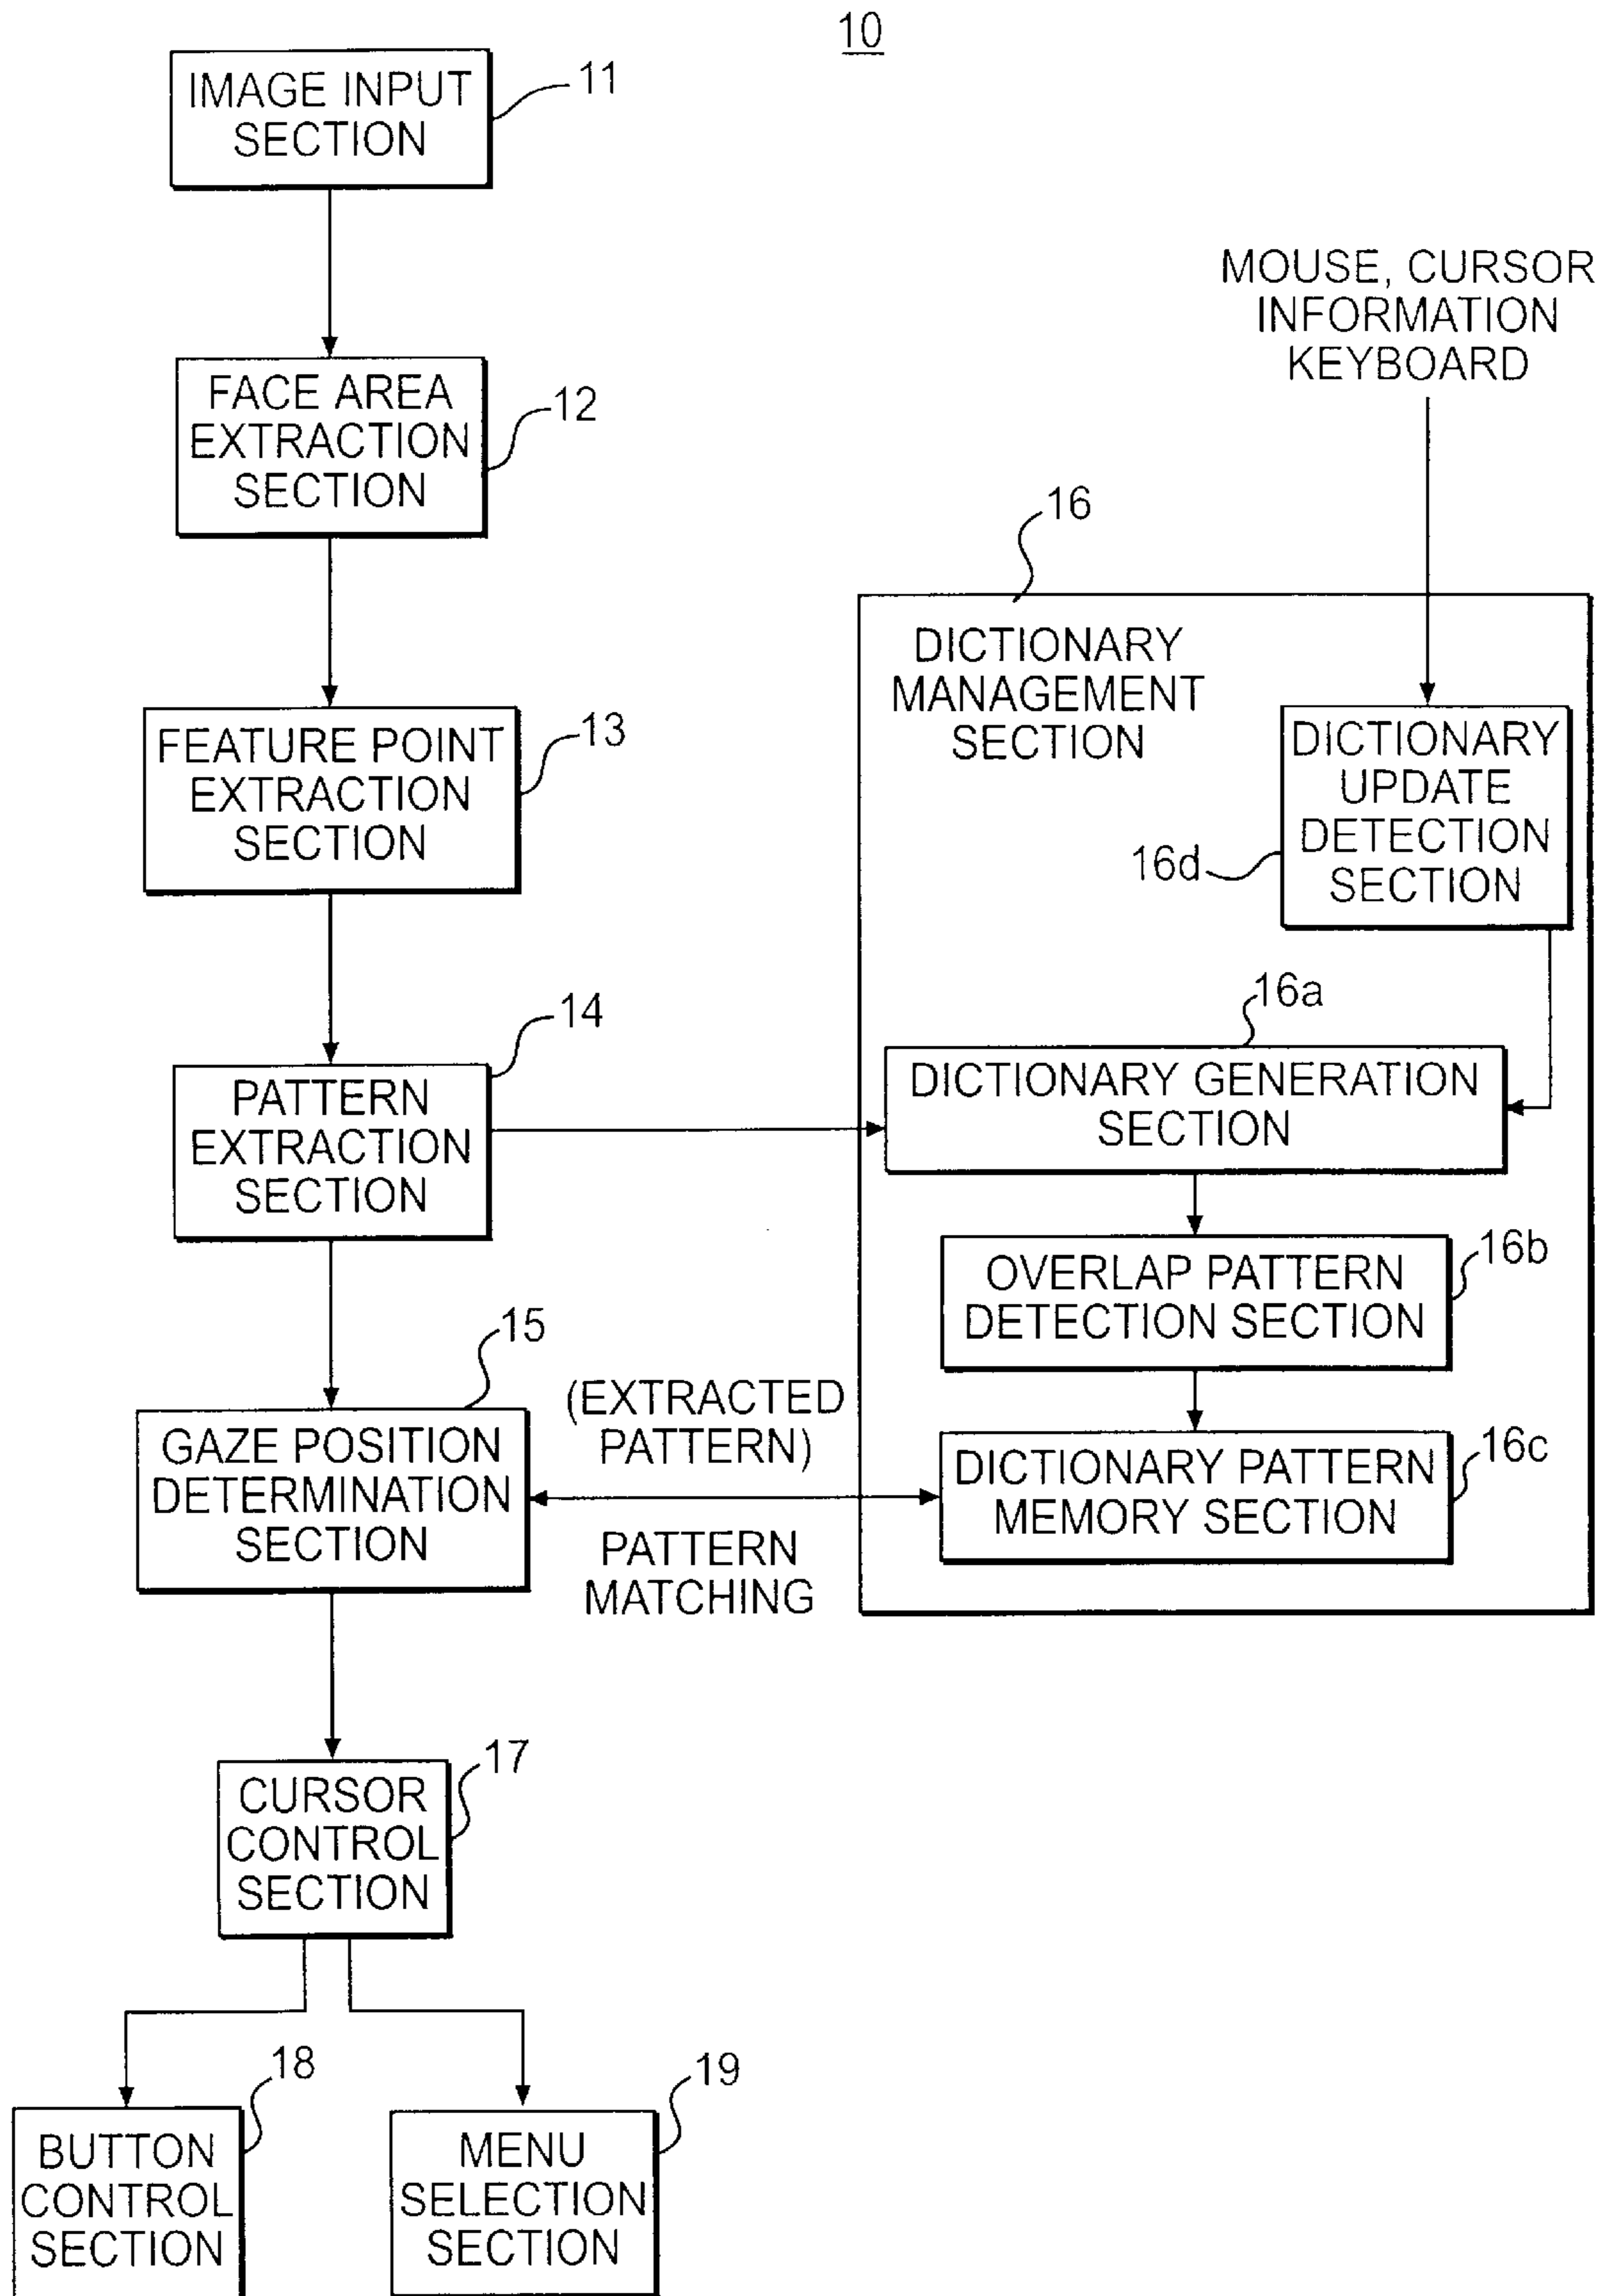 10
IMAGE INPUT
SECTION
11
FACE AREA
EXTRACTION
SECTION
12
FEATURE POINT
EXTRACTION
SECTION
13
PATTERN
EXTRACTION
SECTION
14
GAZE POSITION
DETERMINATION
SECTION
15
(EXTRACTED
PATTERN)
PATTERN
MATCHING
MOUSE, CURSOR
INFORMATION
KEYBOARD
16
DICTIONARY
MANAGEMENT
SECTION
DICTIONARY
UPDATE
DETECTION
SECTION
16d
16a
DICTIONARY GENERATION
SECTION
OVERLAP PATTERN
DETECTION SECTION
16b
DICTIONARY PATTERN
MEMORY SECTION
16c
CURSOR
CONTROL
SECTION
17
BUTTON
CONTROL
SECTION
18
MENU
SELECTION
SECTION
19